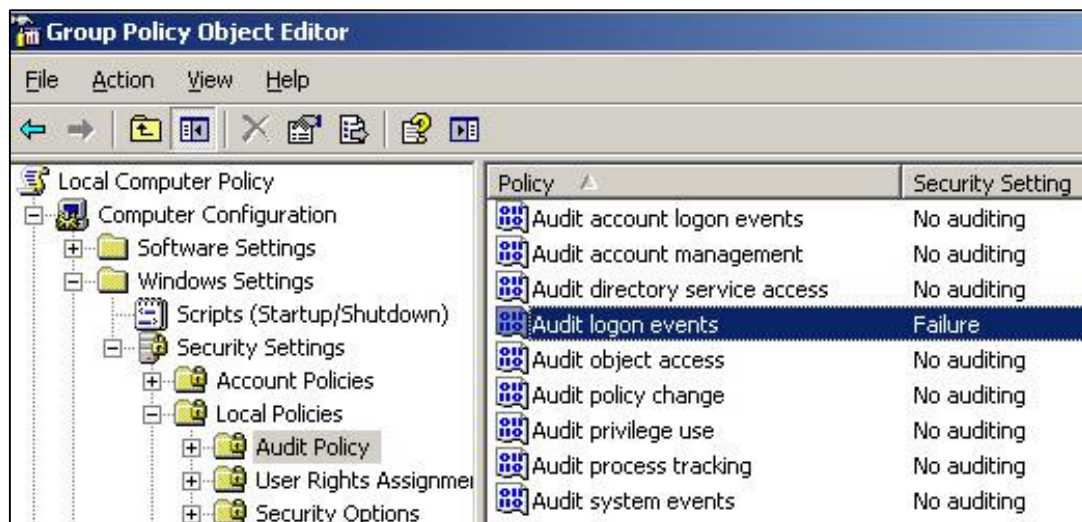 Group Policy Object Editor
File Action View Help
Local Computer Policy
Computer Configuration
Software Settings
Windows Settings
Scripts (Startup/Shutdown)
Security Settings
Account Policies
Local Policies
Audit Policy
User Rights Assignme
Security Options
Policy Security Setting
Audit account logon events No auditing
Audit account management No auditing
Audit directory service access No auditing
Audit logon events Failure
Audit object access No auditing
Audit policy change No auditing
Audit privilege use No auditing
Audit process tracking No auditing
Audit system events No auditing